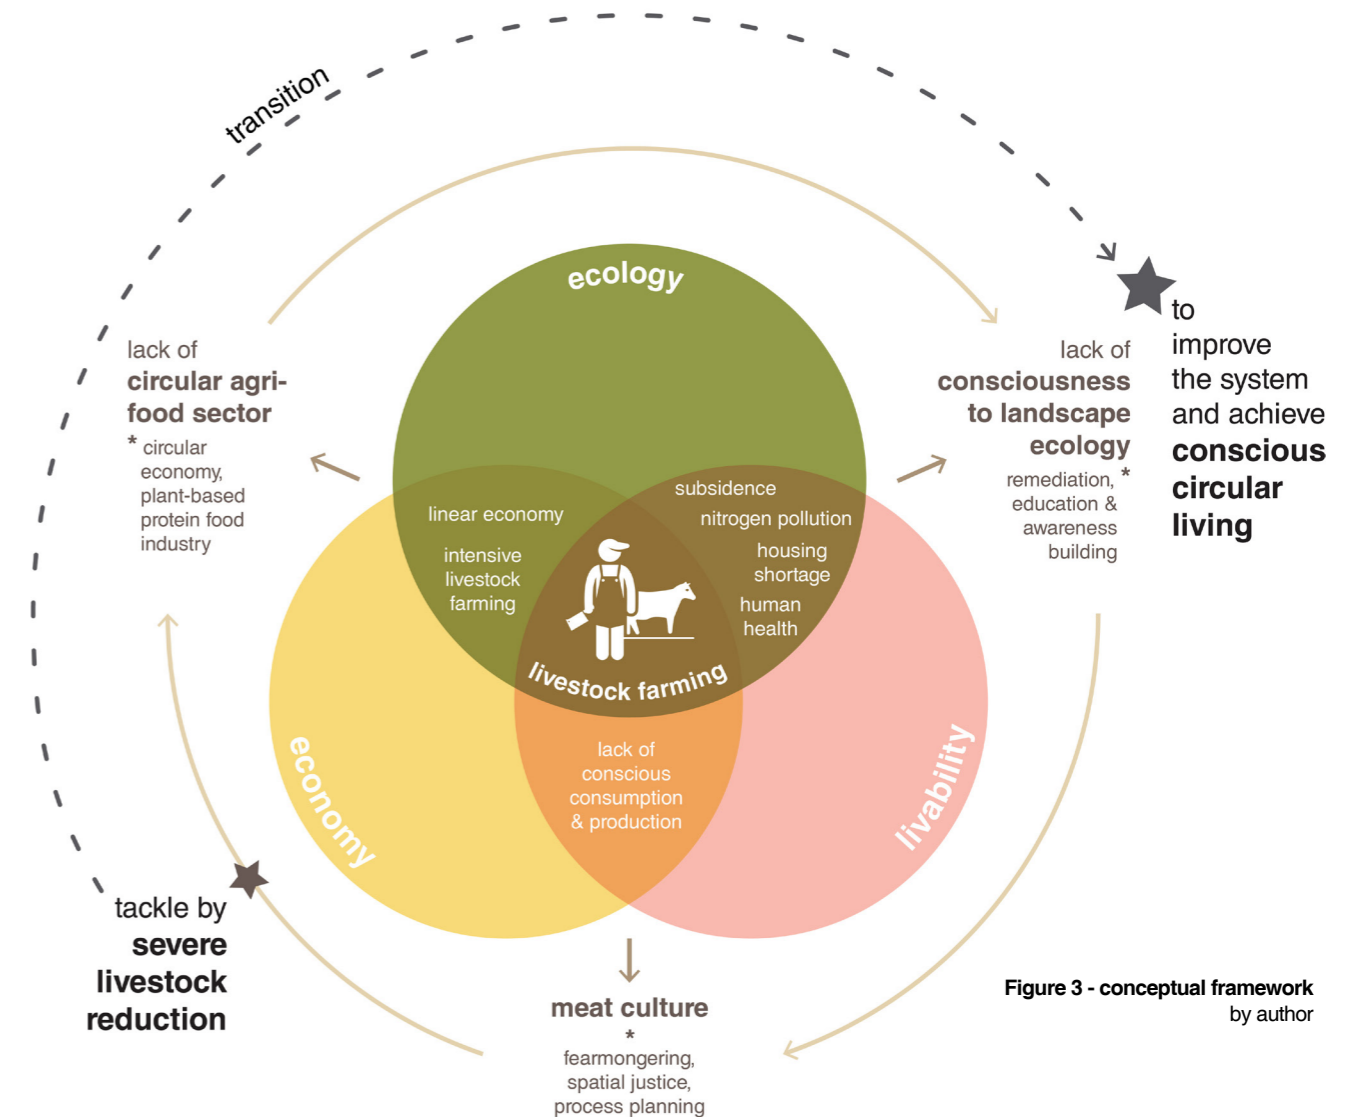 transition
ecology
lack of
circular agri-
food sector
* circular
economy,
plant-based
protein food
industry
lack of
consciousness
to landscape
ecology
remediation, *
education &
awareness
building
to
improve
the system
and achieve
conscious
circular
living
linear economy
intensive
livestock
farming
subsidence
nitrogen pollution
housing
shortage
human
health
livestock farming
economy
livability
lack of
conscious
consumption
& production
tackle by
severe
livestock
reduction
meat culture
*
fearmongering,
spatial justice,
process planning
Figure 3 - conceptual framework
by author